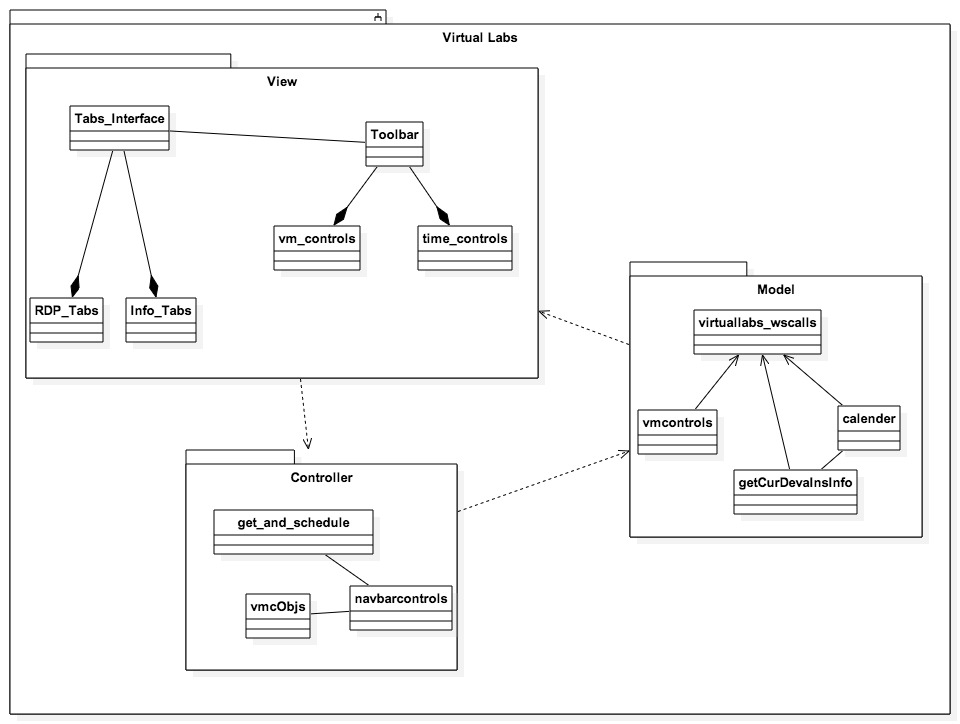 Virtual Labs
View
Tabs_Interface
Toolbar
vm_controls
time_controls
RDP_Tabs
Info_Tabs
Model
virtuallabs_wscalls
vmcontrols
calender
getCurDevaInsInfo
Controller
get_and_schedule
vmcObjs
navbarcontrols